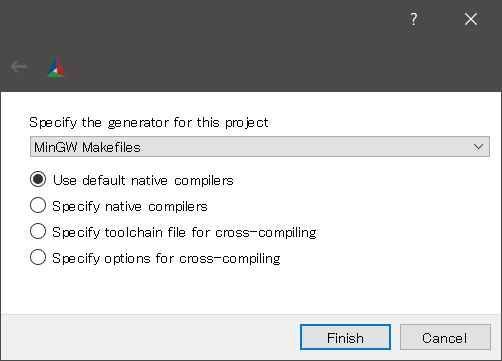 ?
Specify the generator for this project
MinGW Makefiles
Use default native compilers
Specify native compilers
Specify toolchain file for cross-compiling
Specify options for cross-compiling
Finish Cancel